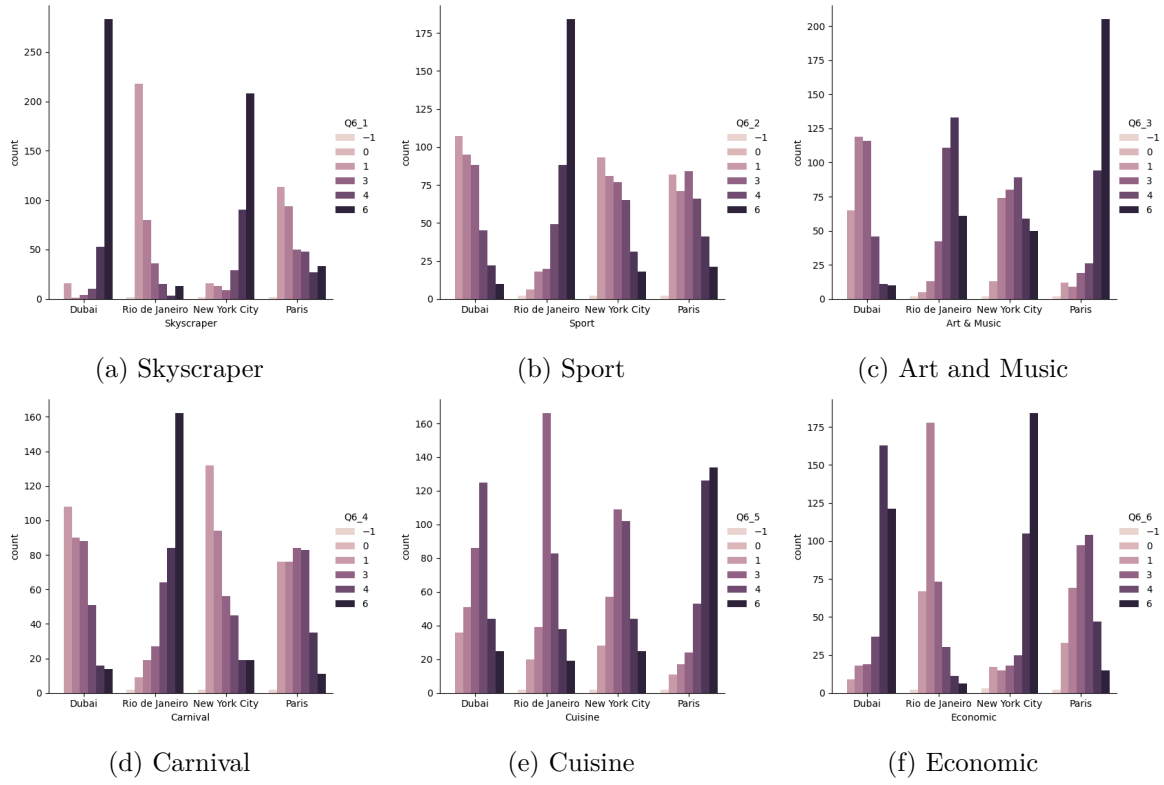 250
200
150
100
50
0
count
Dubai Rio de Janeiro New York City Paris
Skyscraper
Q6_1
−1
0
1
3
4
6
(a) Skyscraper
175
150
125
100
75
50
25
0
count
Dubai Rio de Janeiro New York City Paris
Sport
Q6_2
−1
0
1
3
4
6
(b) Sport
200
175
150
125
100
75
50
25
0
count
Dubai Rio de Janeiro New York City Paris
Art & Music
Q6_3
−1
0
1
3
4
6
(c) Art and Music
160
140
120
100
80
60
40
20
0
count
Dubai Rio de Janeiro New York City Paris
Carnival
Q6_4
−1
0
1
3
4
6
(d) Carnival
160
140
120
100
80
60
40
20
0
count
Dubai Rio de Janeiro New York City Paris
Cuisine
Q6_5
−1
0
1
3
4
6
(e) Cuisine
175
150
125
100
75
50
25
0
count
Dubai Rio de Janeiro New York City Paris
Economic
Q6_6
−1
0
1
3
4
6
(f) Economic